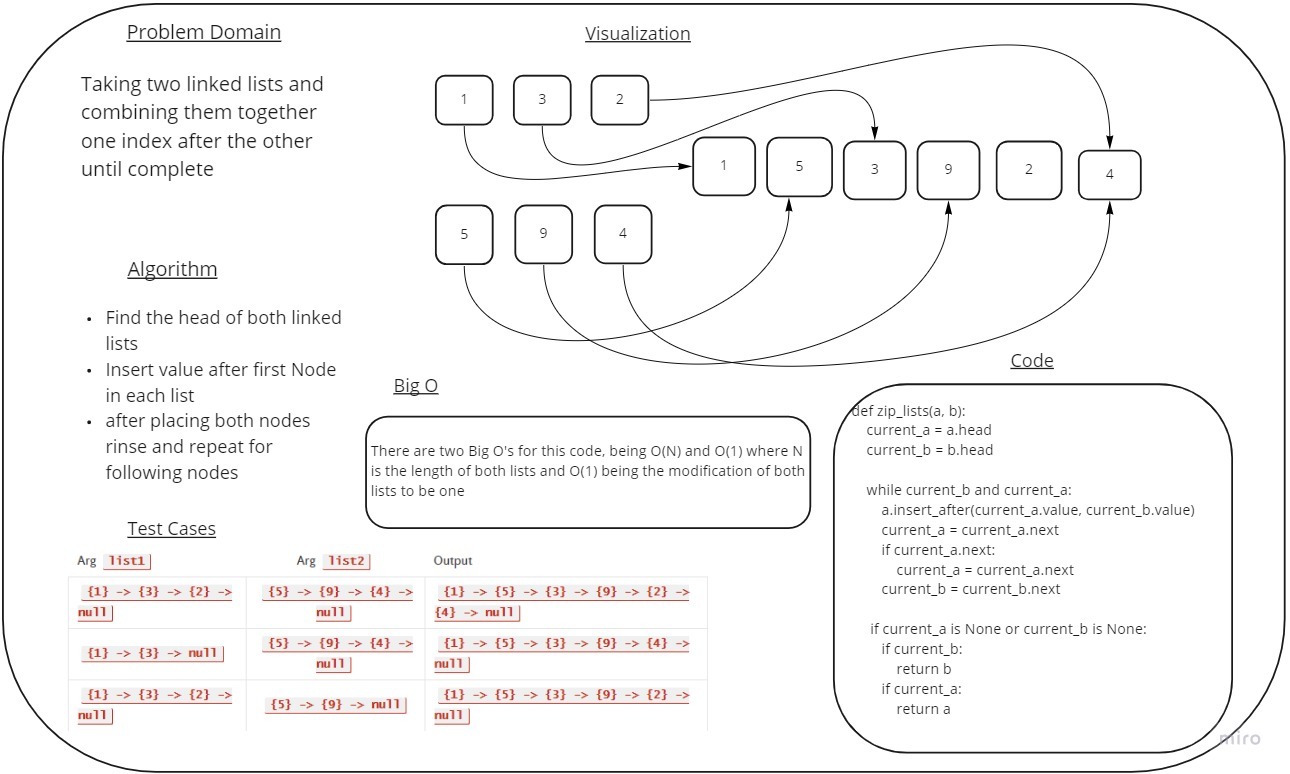 Problem Domain
Taking two linked lists and
combining them together
one index after the other
until complete
Visualization
1 3 2
1 5 3 9 2 4
5 9 4
Algorithm
• Find the head of both linked
lists
• Insert value after first Node
in each list
• after placing both nodes
rinse and repeat for
following nodes
Big O
There are two Big O's for this code, being O(N) and O(1) where N
is the length of both lists and O(1) being the modification of both
lists to be one
Code
def zip_lists(a, b):
current_a = a.head
current_b = b.head
while current_b and current_a:
a.insert_after(current_a.value, current_b.value)
current_a = current_a.next
if current_a.next:
current_a = current_a.next
current_b = current_b.next
if current_a is None or current_b is None:
if current_b:
return b
if current_a:
return a
Test Cases
Arg list1 Arg list2 Output
{1} -> {3} -> {2} -> {5} -> {9} -> {4} -> {1} -> {5} -> {3} -> {9} -> {2} ->
null null {4} -> null
{1} -> {3} -> null {5} -> {9} -> {4} -> {1} -> {5} -> {3} -> {9} -> {4} ->
null null
{1} -> {3} -> {2} -> {5} -> {9} -> null {1} -> {5} -> {3} -> {9} -> {2} ->
null null
miro